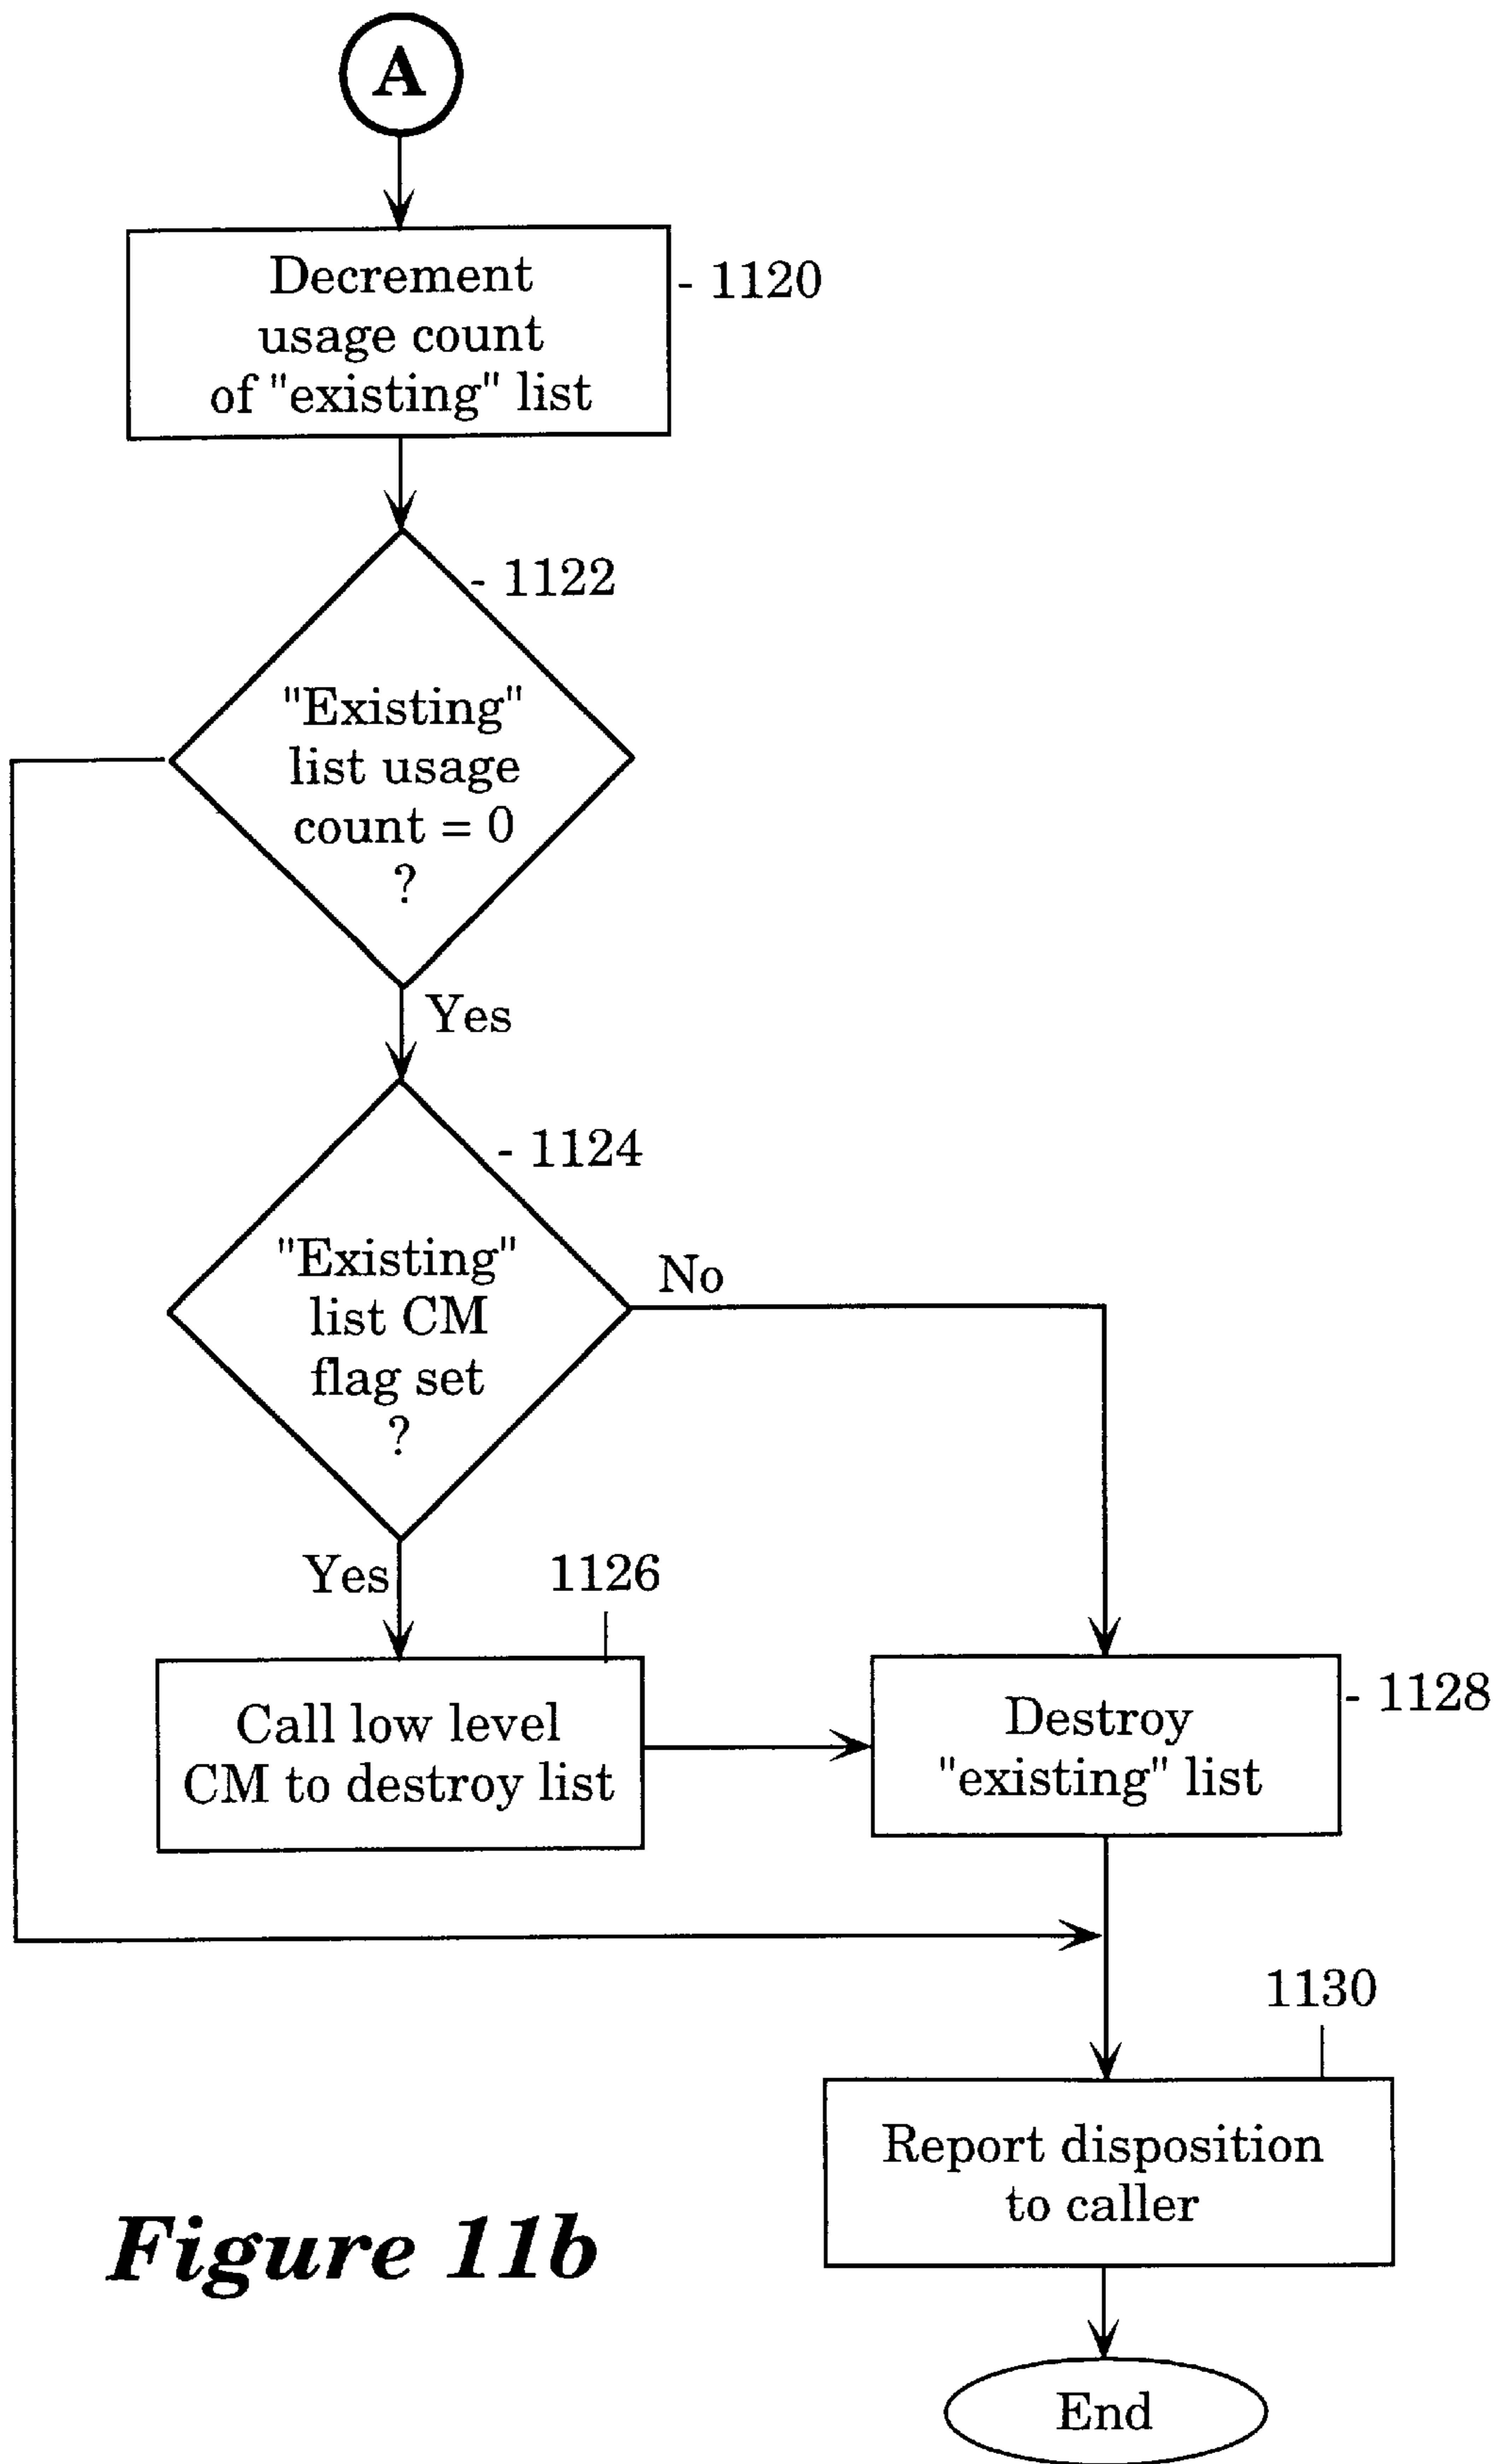 A
Decrement
usage count
of "existing" list
- 1120
- 1122
"Existing"
list usage
count = 0
?
Yes
- 1124
"Existing"
list CM
flag set
?
No
Yes
1126
Call low level
CM to destroy list
Destroy
"existing" list
- 1128
1130
Report disposition
to caller
Figure 11b
End